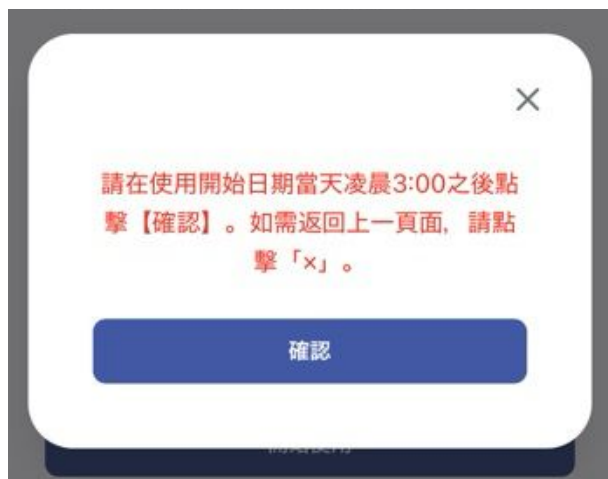 ×
請在使用開始日期當天凌晨3:00之後點
擊【確認】。如需返回上一頁面，請點
擊「×」。
確認